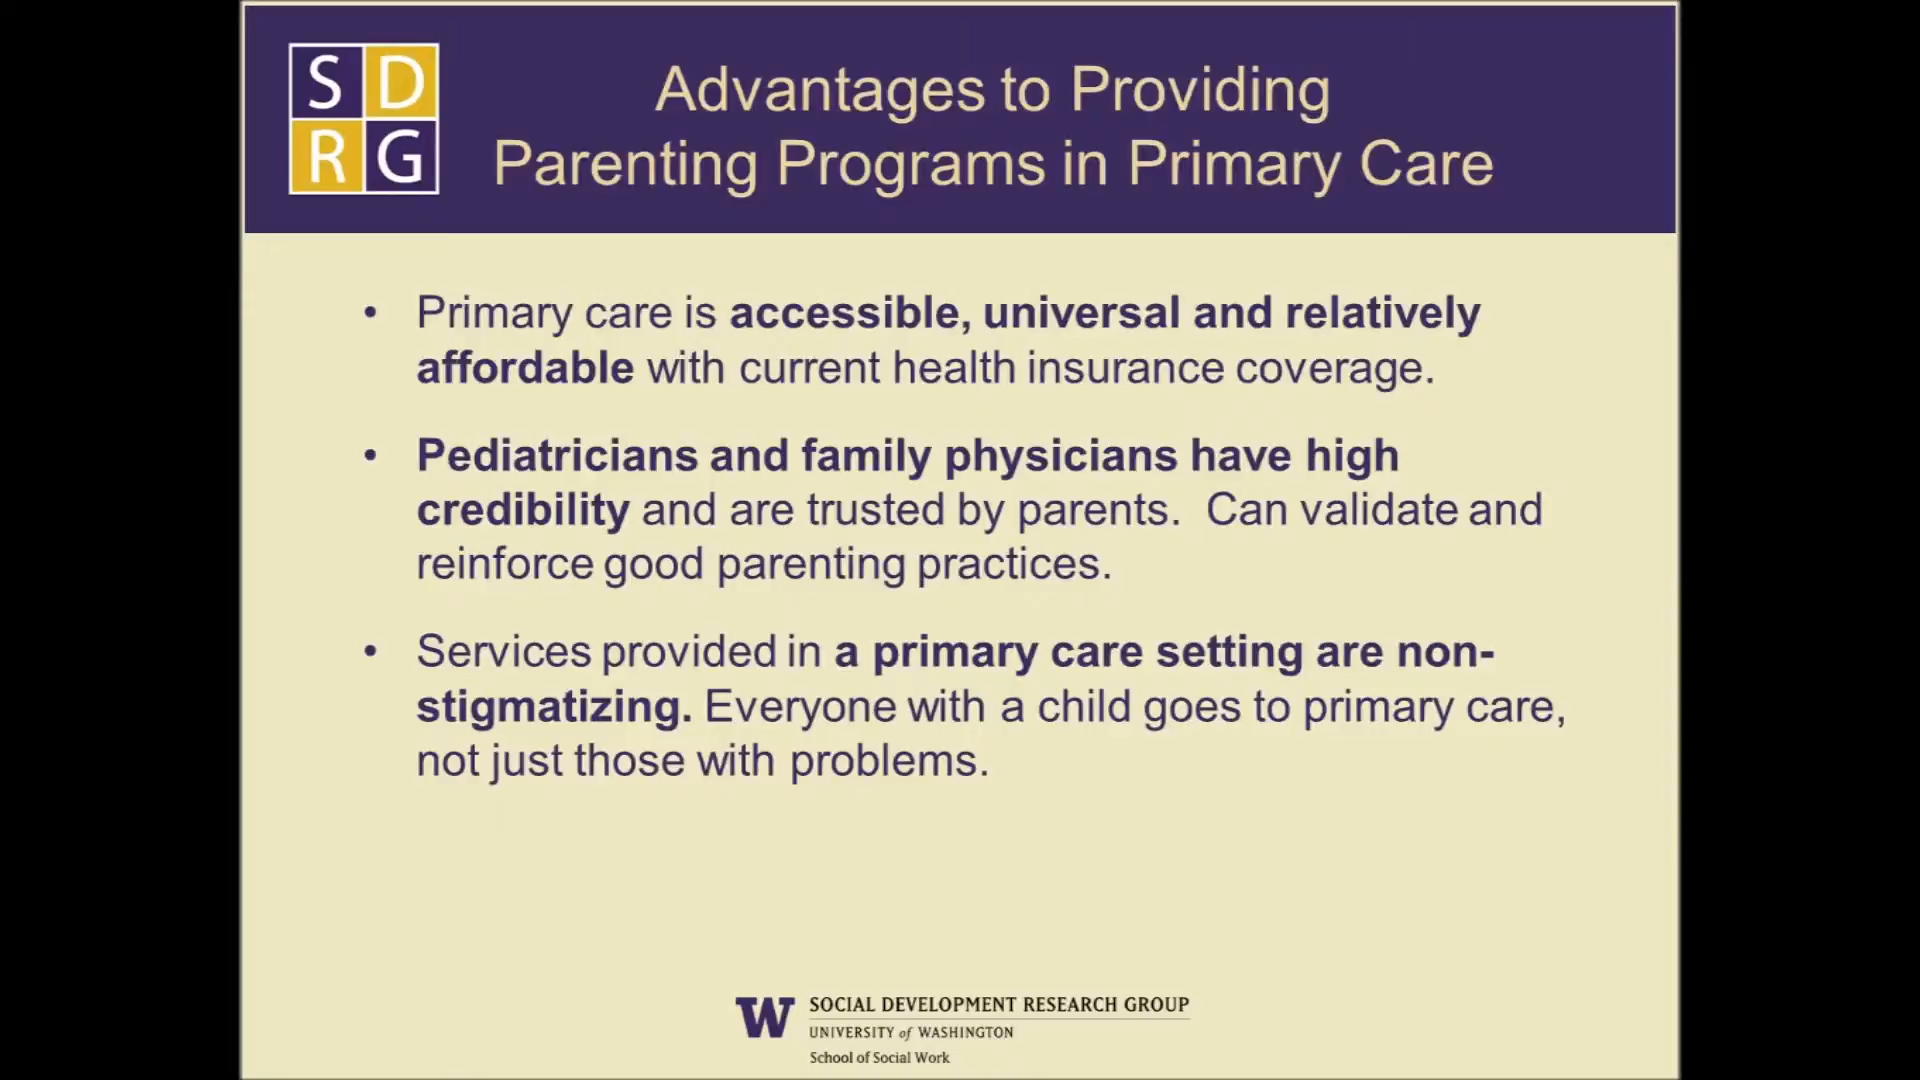 S D
R G
Advantages to Providing
Parenting Programs in Primary Care
• Primary care is accessible, universal and relatively
affordable with current health insurance coverage.
• Pediatricians and family physicians have high
credibility and are trusted by parents.  Can validate and
reinforce good parenting practices.
• Services provided in a primary care setting are non-
stigmatizing. Everyone with a child goes to primary care,
not just those with problems.
W SOCIAL DEVELOPMENT RESEARCH GROUP
UNIVERSITY of WASHINGTON
School of Social Work